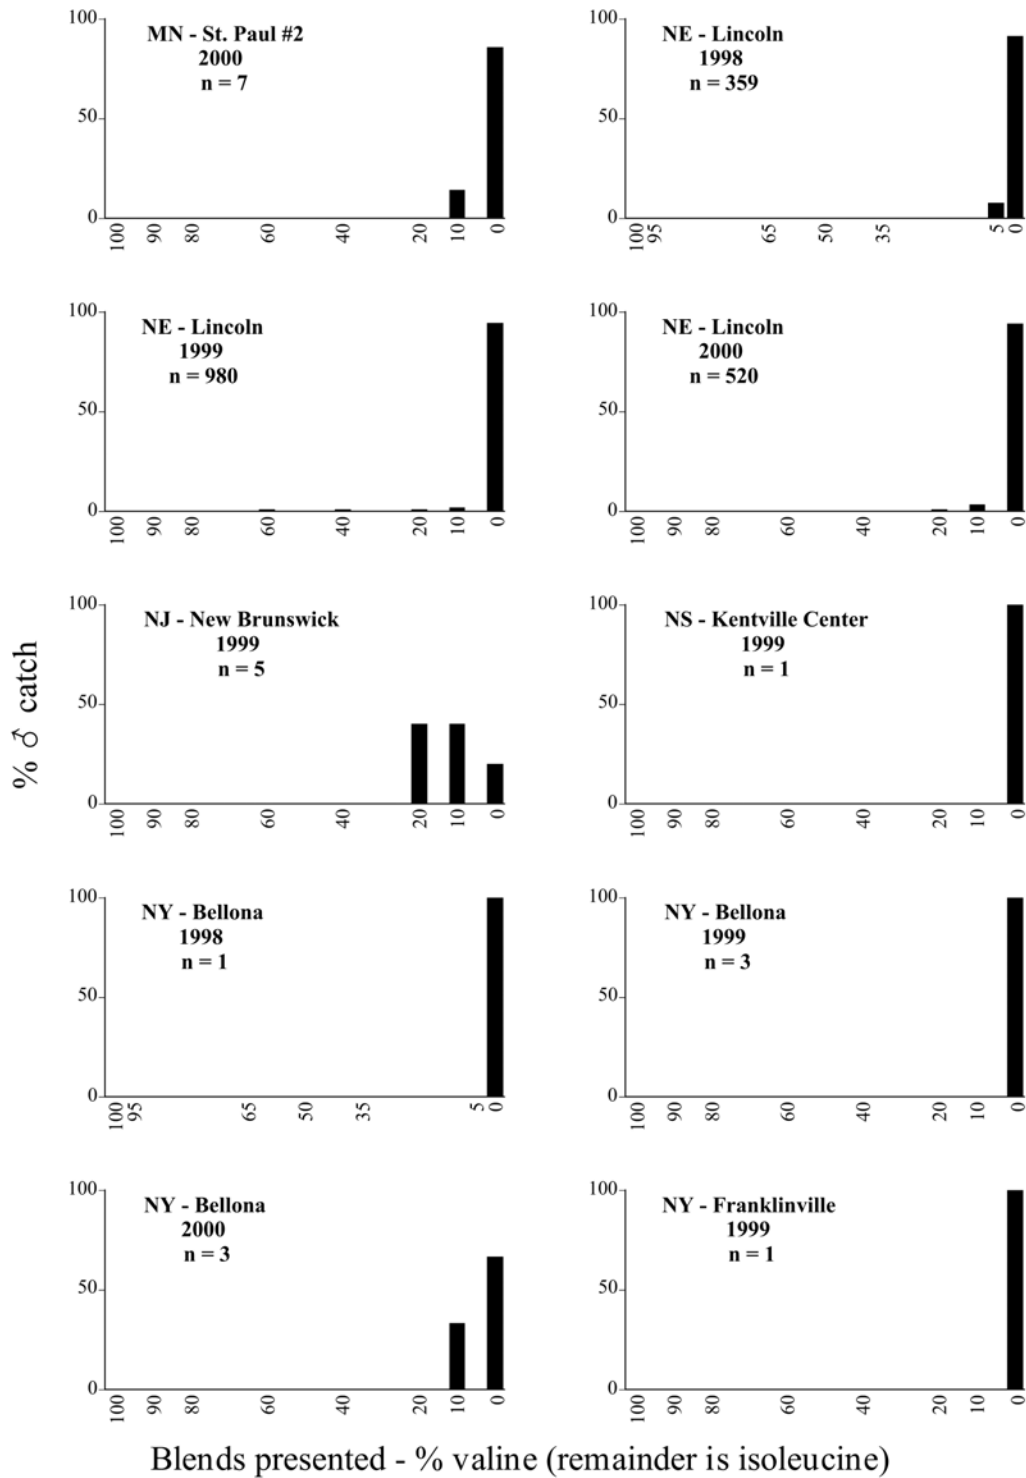 100
50
0
MN - St. Paul #2
2000
n = 7
100 90 80 60 40 20 10 0
100
50
0
NE - Lincoln
1998
n = 359
100 95 65 50 35 5 0
100
50
0
NE - Lincoln
1999
n = 980
100 90 80 60 40 20 10 0
100
50
0
NE - Lincoln
2000
n = 520
100 90 80 60 40 20 10 0
% ♂ catch
100
50
0
NJ - New Brunswick
1999
n = 5
100 90 80 60 40 20 10 0
100
50
0
NS - Kentville Center
1999
n = 1
100 90 80 60 40 20 10 0
100
50
0
NY - Bellona
1998
n = 1
100 95 65 50 35 5 0
100
50
0
NY - Bellona
1999
n = 3
100 90 80 60 40 20 10 0
100
50
0
NY - Bellona
2000
n = 3
100 90 80 60 40 20 10 0
100
50
0
NY - Franklinville
1999
n = 1
100 90 80 60 40 20 10 0
Blends presented - % valine (remainder is isoleucine)